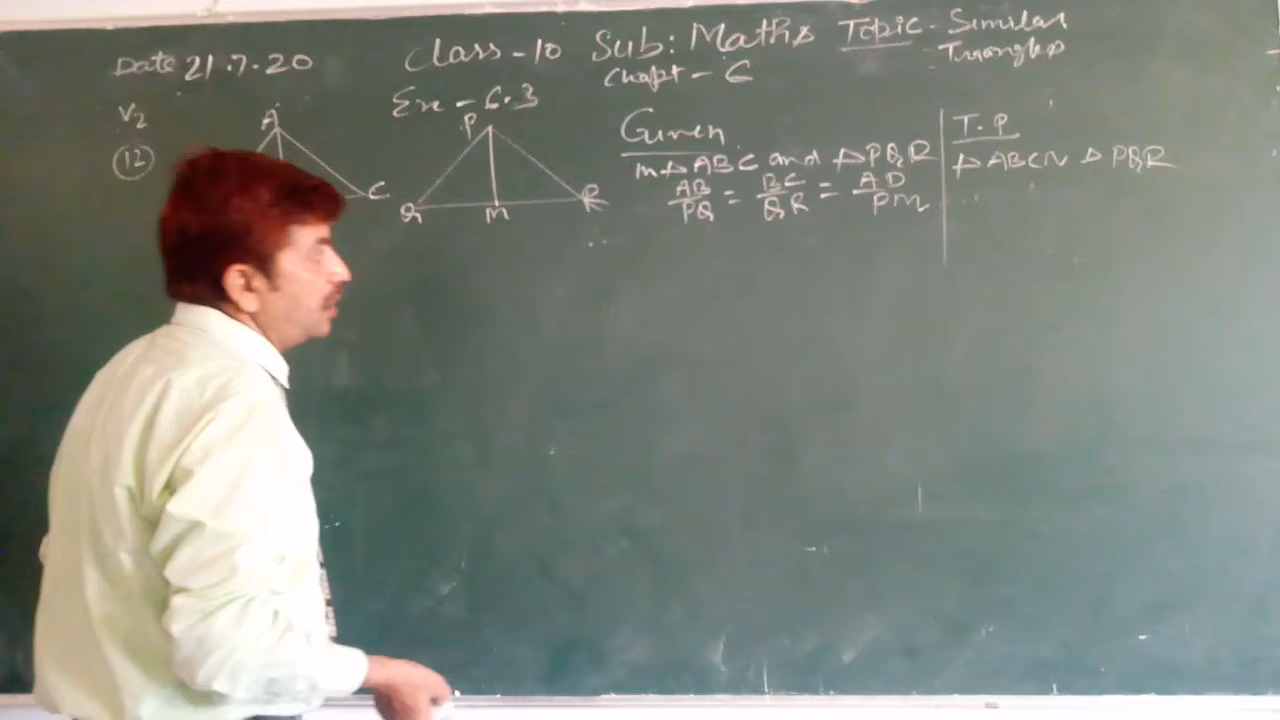 Date 21.7.20 Class-10 Sub: Maths Topic - Similar Triangles
Chapt - 6
V2
Ex - 6.3
12
A
C
P
Q M R
Given
In △ABC and △PQR
AB/PQ = BC/QR = AD/PM
T.P
△ABC ~ △PQR